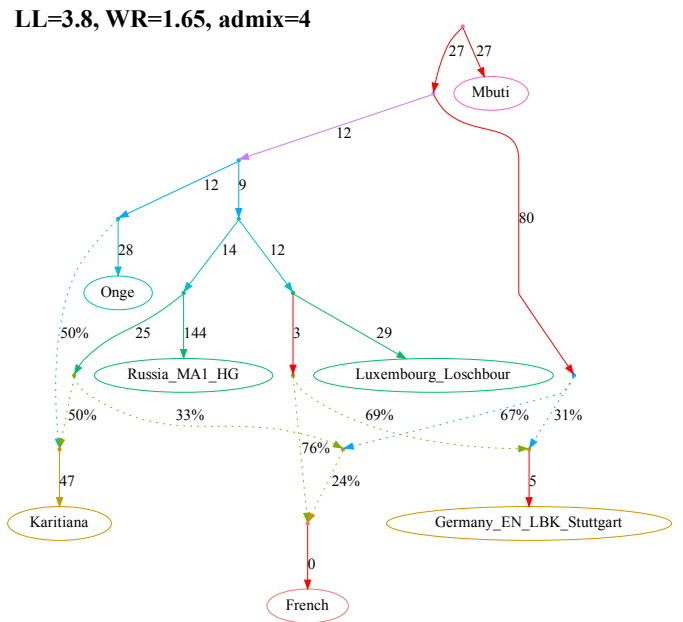 LL=3.8, WR=1.65, admix=4
27 27
Mbuti
12
12 9
80
28 14 12
Onge
50% 25 144 3 29
Russia_MA1_HG Luxembourg_Loschbour
50% 33% 76% 69% 67% 31%
47 24% 5
Karitiana Germany_EN_LBK_Stuttgart
0
French